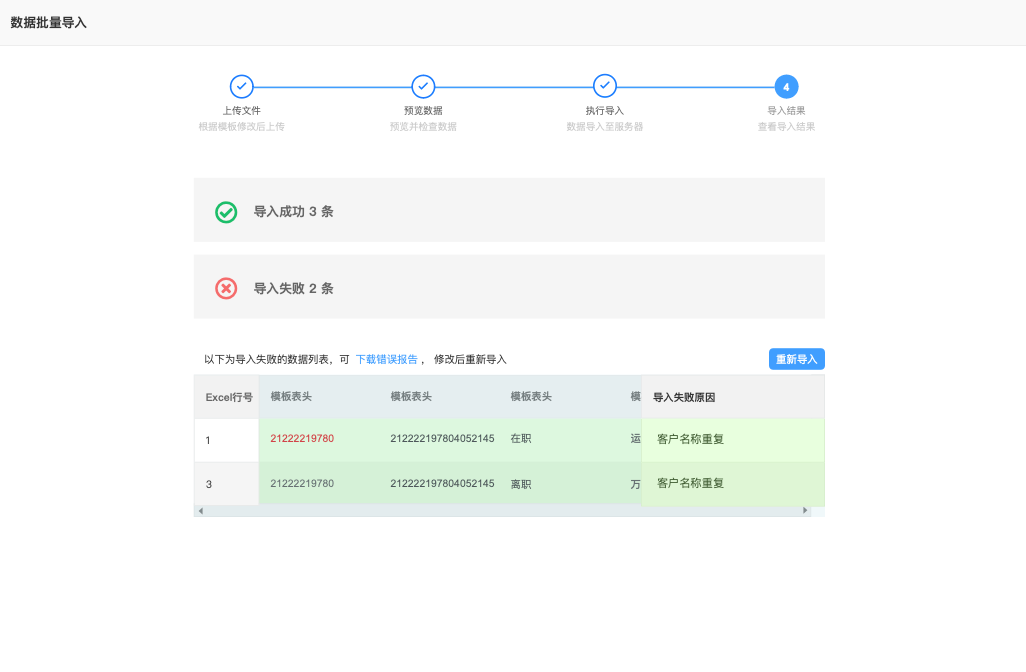 数据批量导入
4
上传文件
预览数据
执行导入
导入结果
根据模板修改后上传
预览并检查数据
数据导入至服务器
查看导入结果
导入成功 3 条
导入失败 2 条
以下为导入失败的数据列表，可 下载错误报告 ， 修改后重新导入
重新导入
Excel行号 模板表头 模板表头 模板表头 模 导入失败原因
1 21222219780 212222197804052145 在职 运 客户名称重复
3 21222219780 212222197804052145 离职 万 客户名称重复